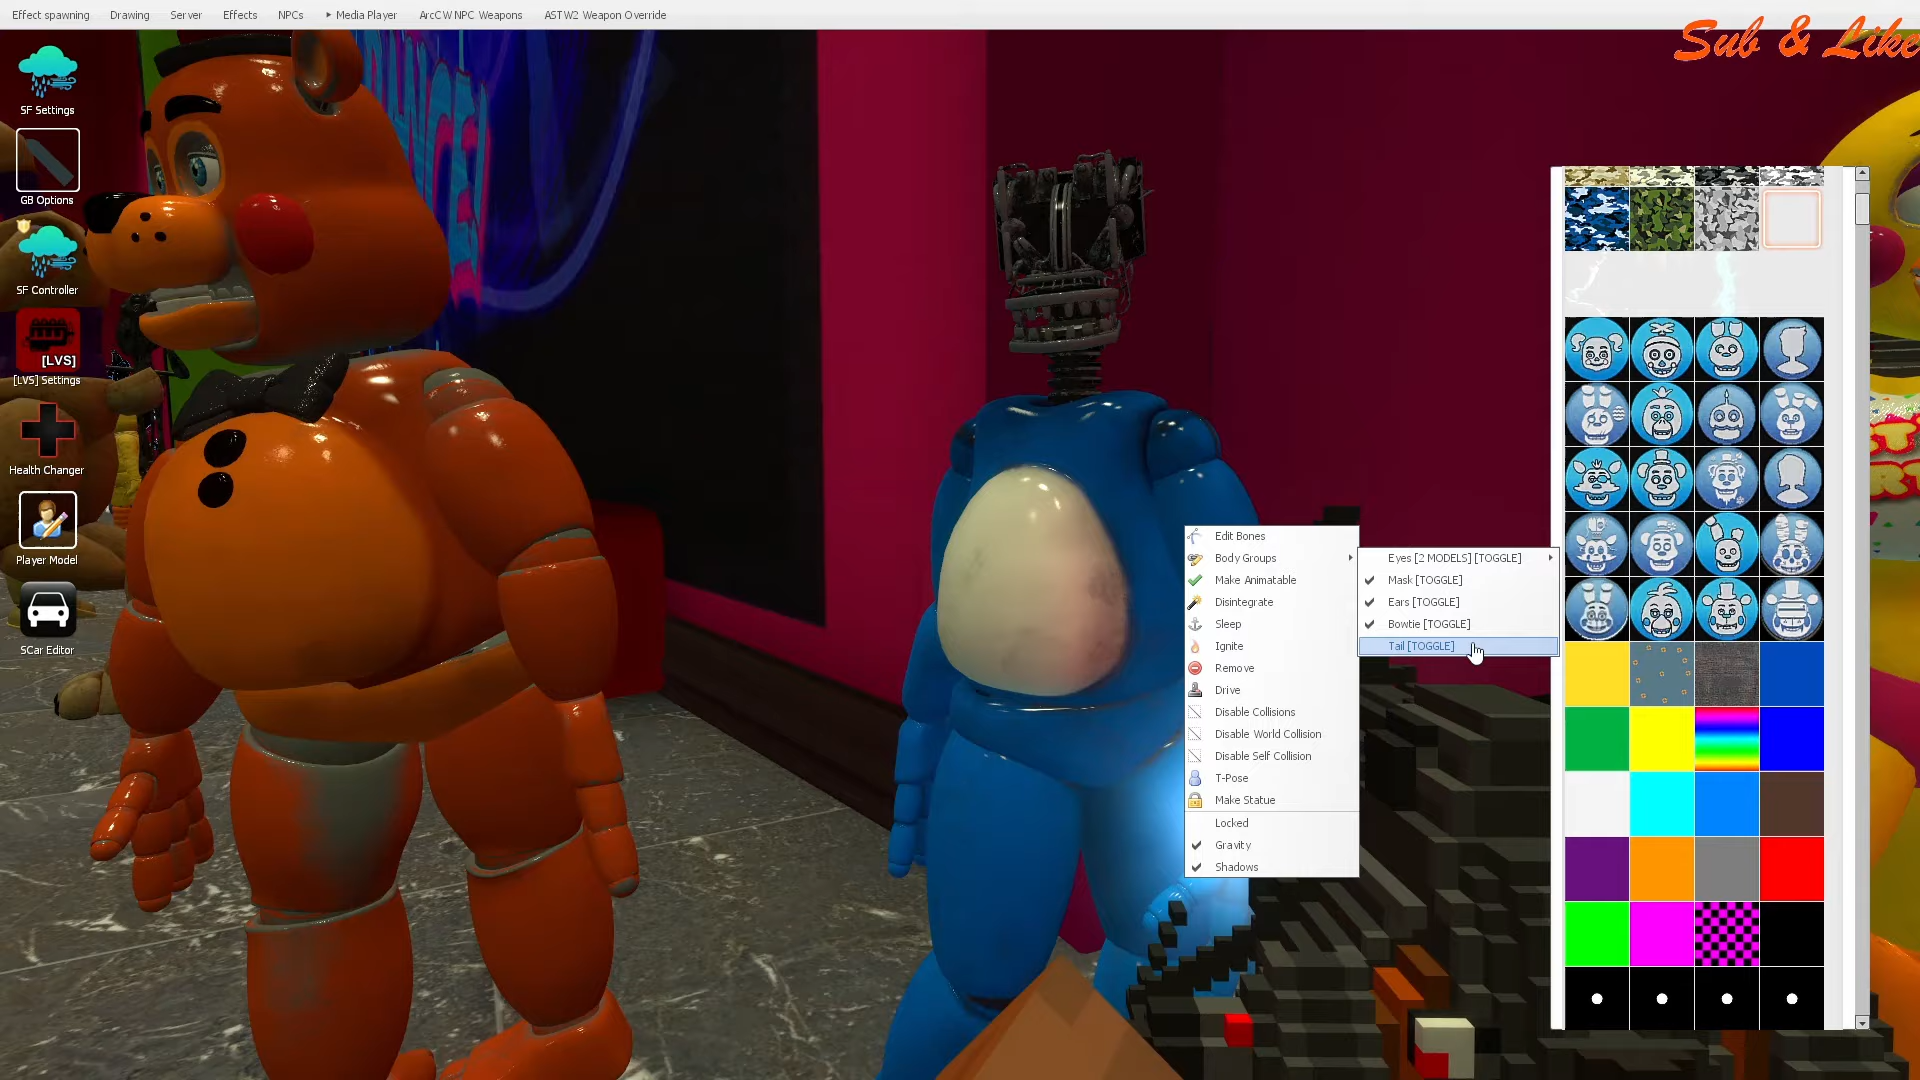 Effect spawning Drawing Server Effects NPCs Media Player ArcCW NPC Weapons ASTW2 Weapon Override
Sub & Like
SF Settings
GB Options
SF Controller
[LVS]
[LVS] Settings
Health Changer
Player Model
SCar Editor
Edit Bones
Body Groups
Make Animatable
Disintegrate
Sleep
Ignite
Remove
Drive
Disable Collisions
Disable World Collision
Disable Self Collision
T-Pose
Make Statue
Locked
Gravity
Shadows
Eyes [2 MODELS] [TOGGLE]
Mask [TOGGLE]
Ears [TOGGLE]
Bowtie [TOGGLE]
Tail [TOGGLE]